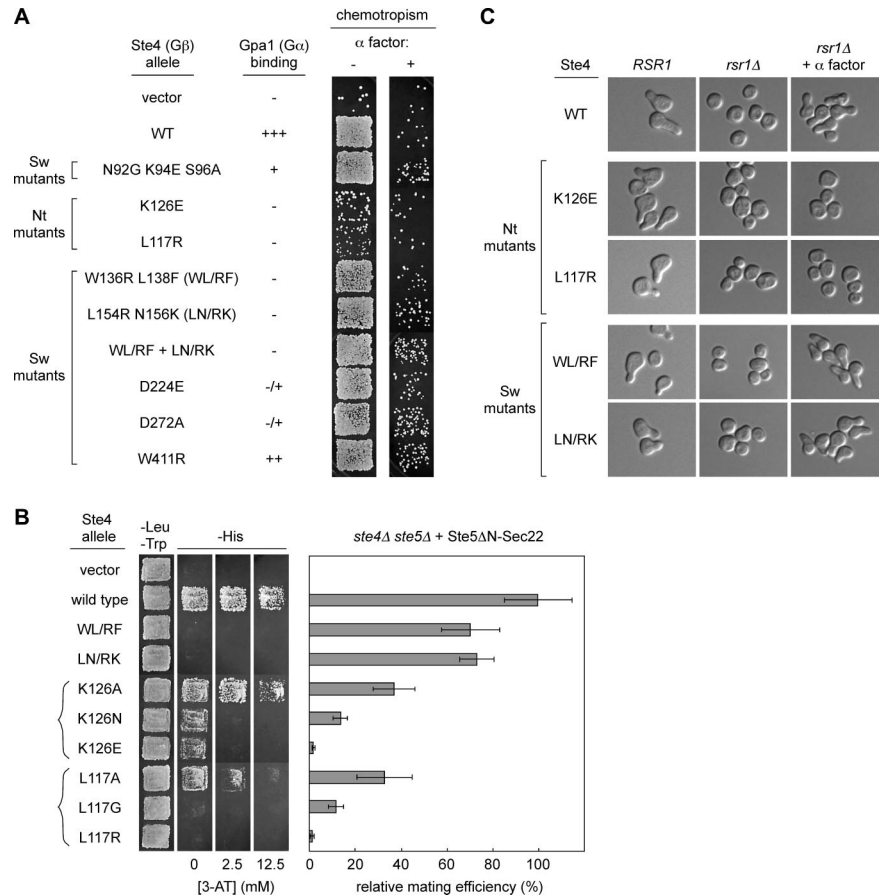 A
chemotropism
Ste4 (Gβ)
allele
Gpa1 (Gα)
binding
α factor:
- +
vector -
WT +++
Sw
mutants
N92G K94E S96A +
Nt
mutants
K126E -
L117R -
Sw
mutants
W136R L138F (WL/RF) -
L154R N156K (LN/RK) -
WL/RF + LN/RK -
D224E -/+
D272A -/+
W411R ++
C
Ste4 RSR1 rsr1Δ rsr1Δ
+ α factor
WT
Nt
mutants
K126E
L117R
Sw
mutants
WL/RF
LN/RK
B
Ste4
allele
-Leu
-Trp
-His
ste4Δ ste5Δ + Ste5ΔN-Sec22
vector
wild type
WL/RF
LN/RK
K126A
K126N
K126E
L117A
L117G
L117R
0 2.5 12.5
[3-AT] (mM)
0 20 40 60 80 100
relative mating efficiency (%)